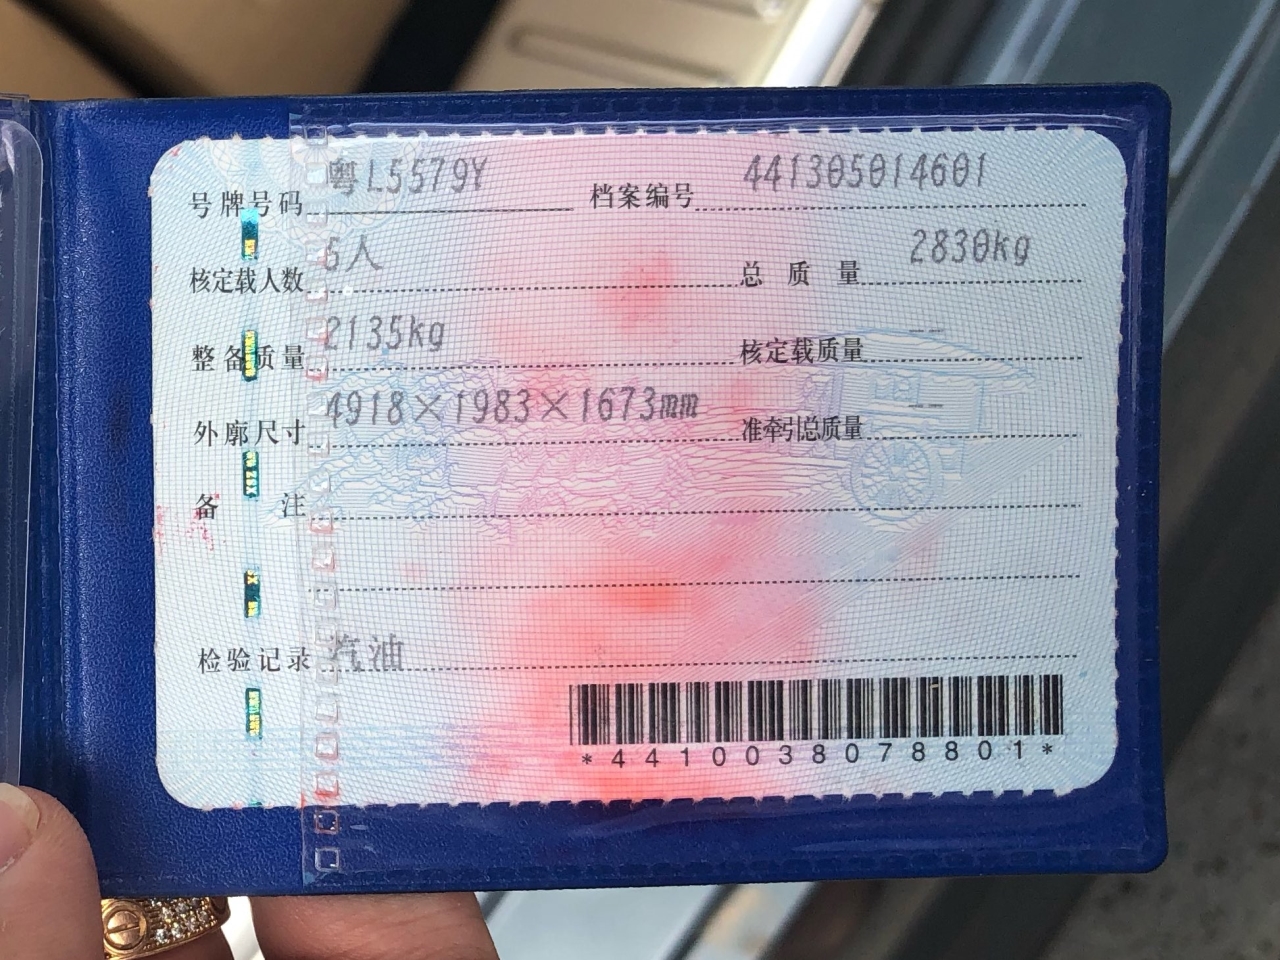 号牌号码 粤L5579Y 档案编号 441305014601
核定载人数 5人 总质量 2830kg
整备质量 2135kg 核定载质量 --
外廓尺寸 4918×1983×1673mm 准牵引总质量 --
备注
检验记录 汽油
*4410038078801*